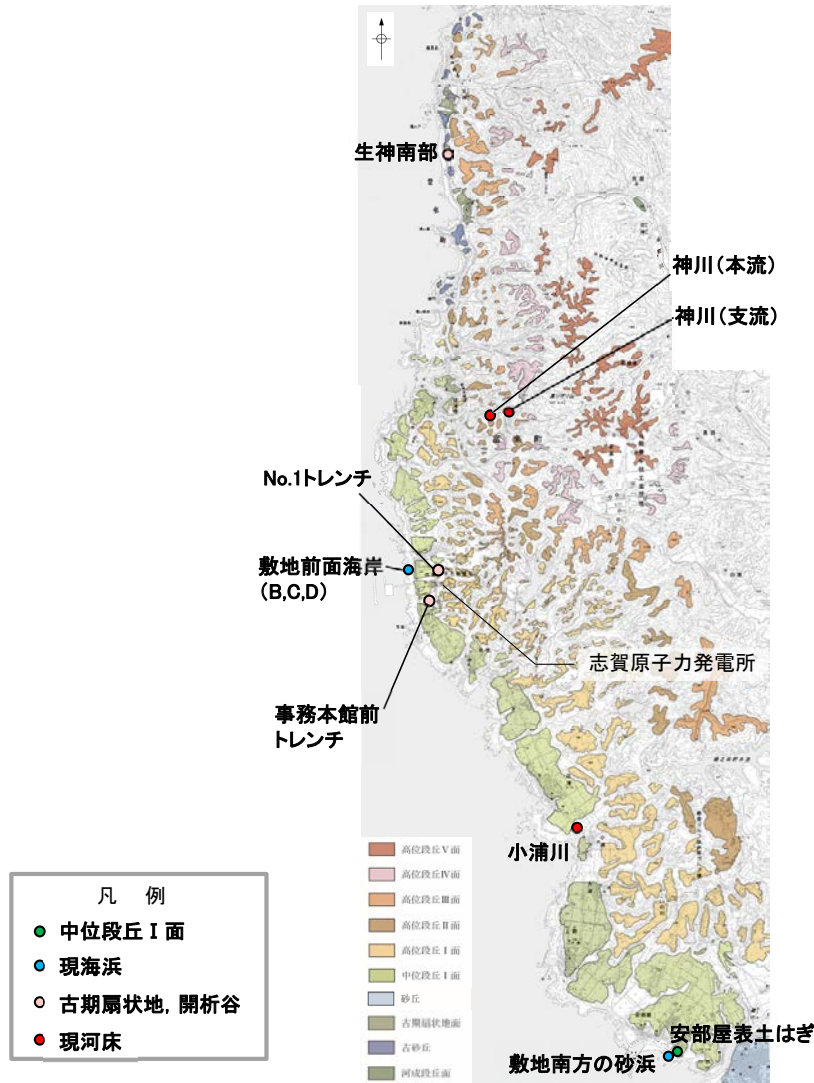 生神南部
神川(本流)
神川(支流)
No.1トレンチ
敷地前面海岸
(B,C,D)
志賀原子力発電所
事務本館前
トレンチ
小浦川
安部屋表土はぎ
敷地南方の砂浜
高位段丘Ⅴ面
高位段丘Ⅳ面
高位段丘Ⅲ面
高位段丘Ⅱ面
高位段丘Ⅰ面
中位段丘Ⅰ面
砂丘
古期扇状地面
古砂丘
河成段丘面
凡 例
中位段丘Ⅰ面
現海浜
古期扇状地,開析谷
現河床